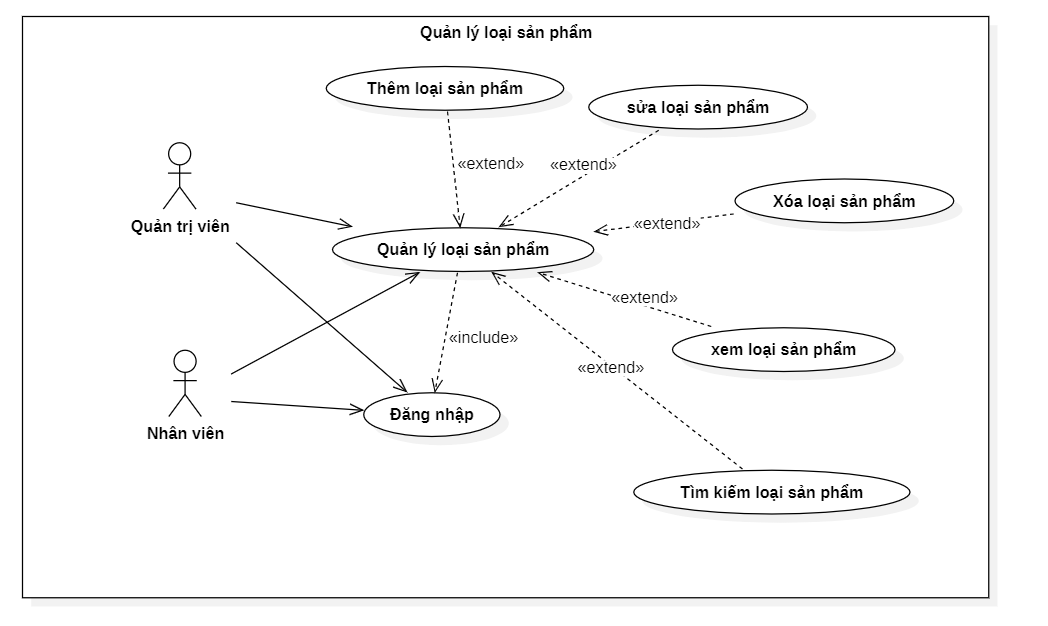 Quản lý loại sản phẩm
Thêm loại sản phẩm
sửa loại sản phẩm
«extend»
«extend»
Xóa loại sản phẩm
«extend»
Quản trị viên
Quản lý loại sản phẩm
«extend»
«include»
xem loại sản phẩm
«extend»
Đăng nhập
Nhân viên
Tìm kiếm loại sản phẩm